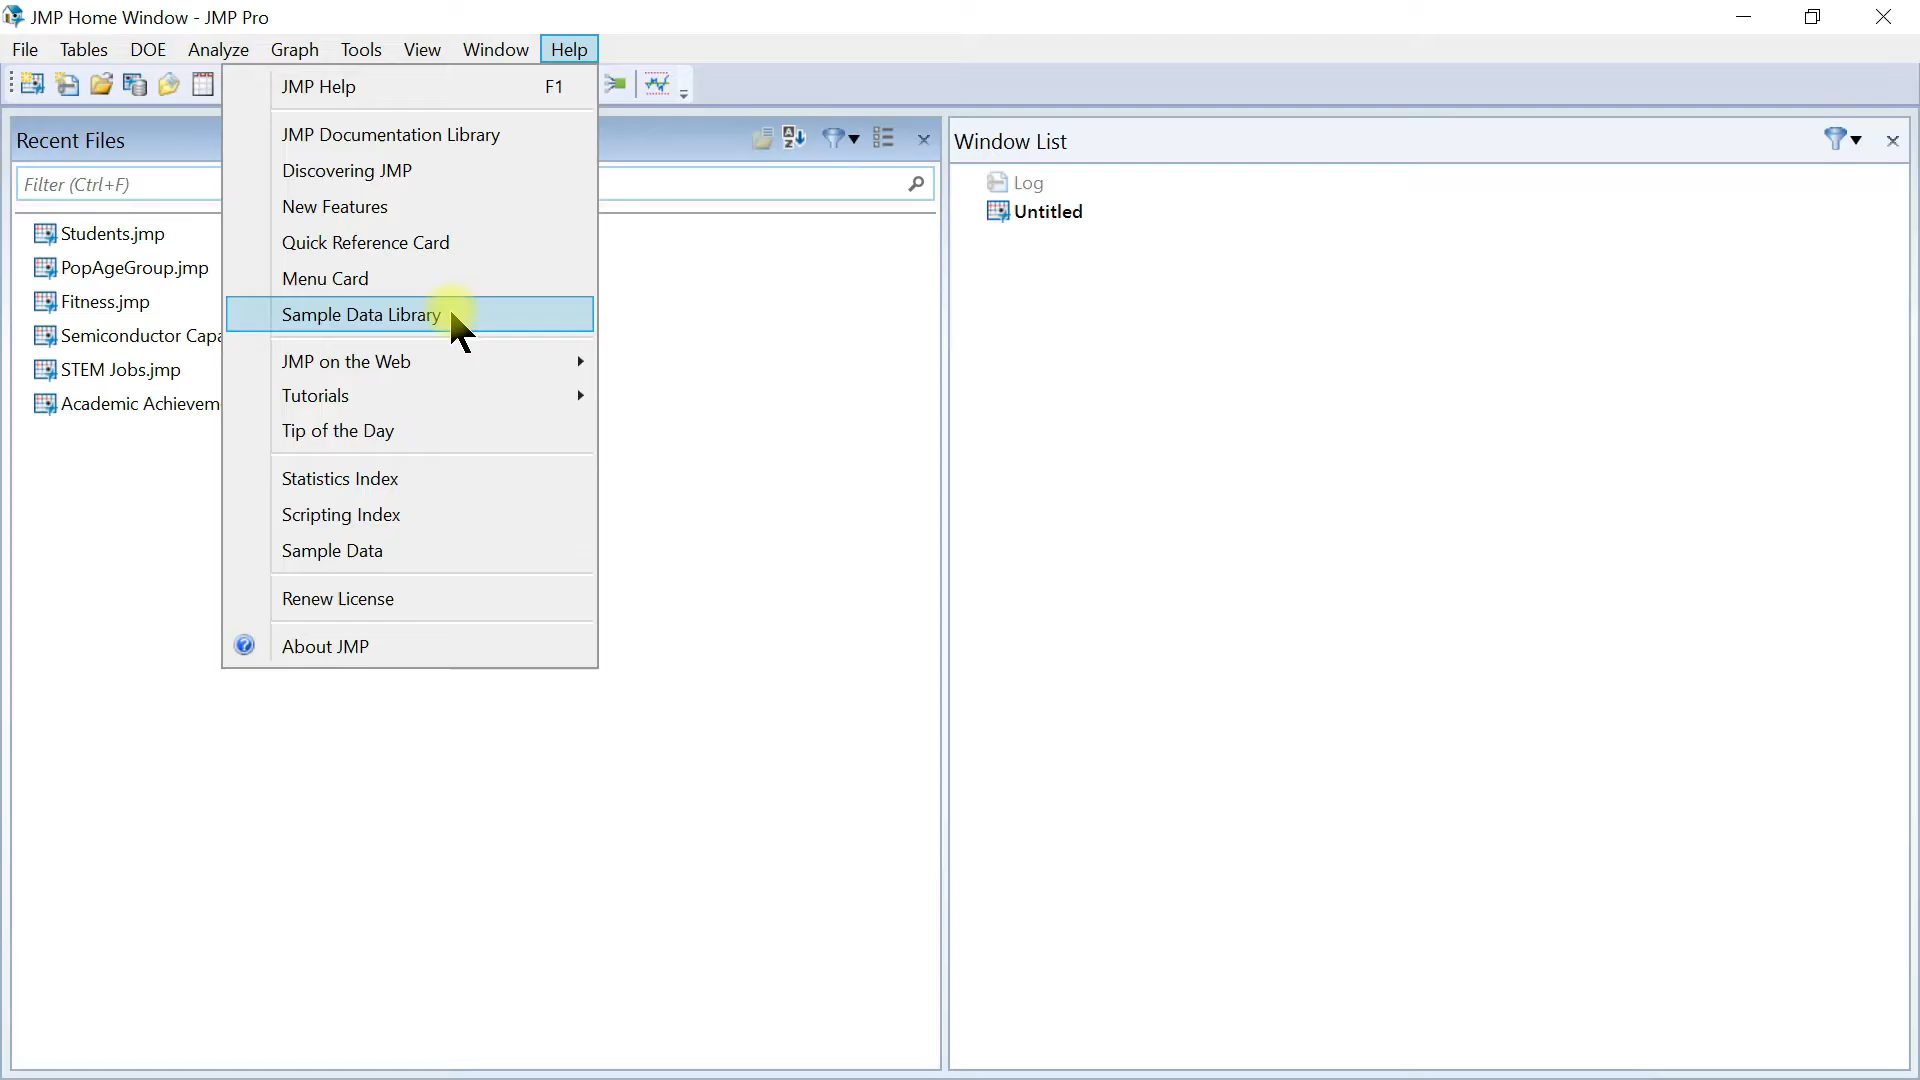 JMP Home Window - JMP Pro
File Tables DOE Analyze Graph Tools View Window Help
JMP Help F1
JMP Documentation Library
Discovering JMP
New Features
Quick Reference Card
Menu Card
Sample Data Library
JMP on the Web
Tutorials
Tip of the Day
Statistics Index
Scripting Index
Sample Data
Renew License
About JMP
Recent Files
Filter (Ctrl+F)
Students.jmp
PopAgeGroup.jmp
Fitness.jmp
Semiconductor Capa
STEM Jobs.jmp
Academic Achievem
Window List
Log
Untitled